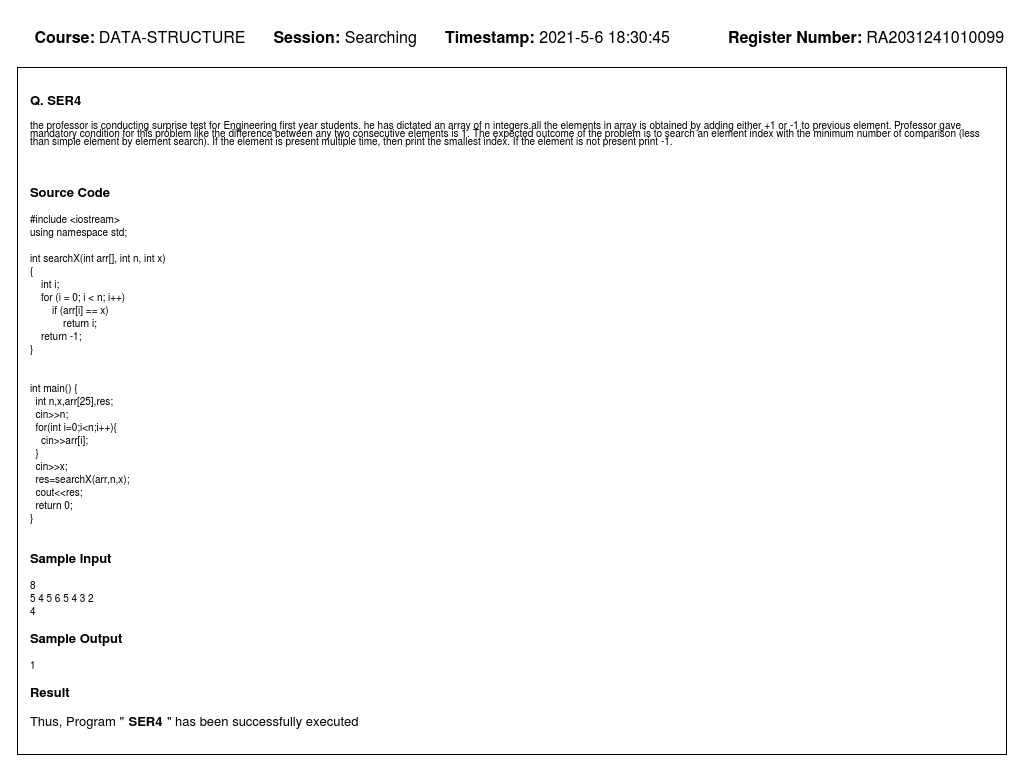 Course: DATA-STRUCTURE Session: Searching Timestamp: 2021-5-6 18:30:45 Register Number: RA2031241010099
Q. SER4
the professor is conducting surprise test for Engineering first year students. he has dictated an array of n integers.all the elements in array is obtained by adding either +1 or -1 to previous element. Professor gave
mandatory condition for this problem like the difference between any two consecutive elements is 1. The expected outcome of the problem is to search an element index with the minimum number of comparison (less
than simple element by element search). If the element is present multiple time, then print the smallest index. If the element is not present print -1.
Source Code
#include <iostream>
using namespace std;
int searchX(int arr[], int n, int x)
{
int i;
for (i = 0; i < n; i++)
if (arr[i] == x)
return i;
return -1;
}
int main() {
int n,x,arr[25],res;
cin>>n;
for(int i=0;i<n;i++){
cin>>arr[i];
}
cin>>x;
res=searchX(arr,n,x);
cout<<res;
return 0;
}
Sample Input
8
5 4 5 6 5 4 3 2
4
Sample Output
1
Result
Thus, Program " SER4 " has been successfully executed